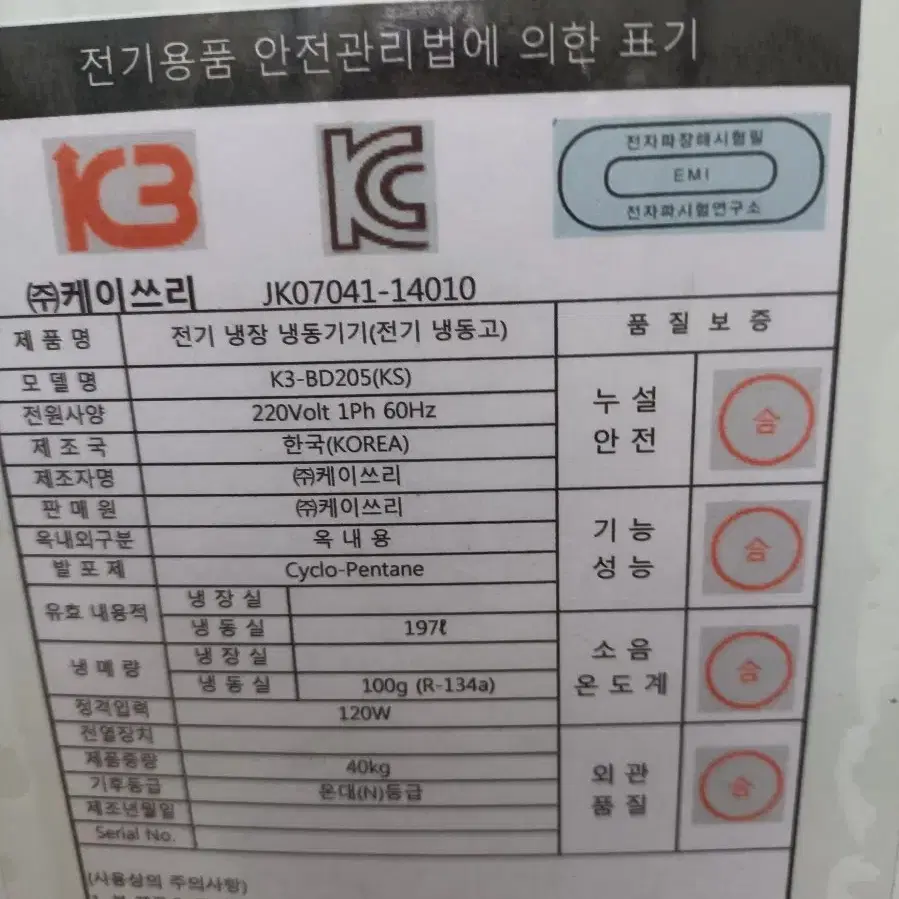 전기용품 안전관리법에 의한 표기
K3
KC
전자파장해시험필
EMI
전자파시험연구소
㈜케이쓰리 JK07041-14010
제품명 전기 냉장 냉동기기(전기 냉동고)
모델명 K3-BD205(KS)
전원사양 220Volt 1Ph 60Hz
제조국 한국(KOREA)
제조자명 ㈜케이쓰리
판매원 ㈜케이쓰리
옥내외구분 옥내용
발포제 Cyclo-Pentane
유효 내용적 냉장실
냉동실 197ℓ
냉매량 냉장실
냉동실 100g (R-134a)
정격입력 120W
전열장치
제품중량 40kg
기후등급 온대(N)등급
제조년월일
Serial No.
품질보증
누설
안전 합
기능
성능 합
소음
온도계 합
외관
품질 합
(사용상의 주의사항)